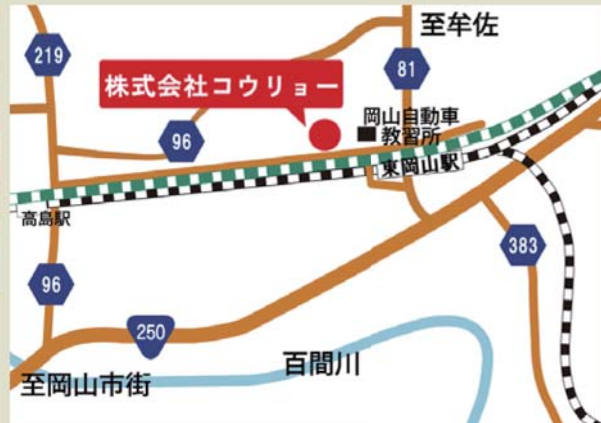 至牟佐
219
81
株式会社コウリョー
岡山自動車
教習所
96
東岡山駅
高島駅
383
96
250
百間川
至岡山市街